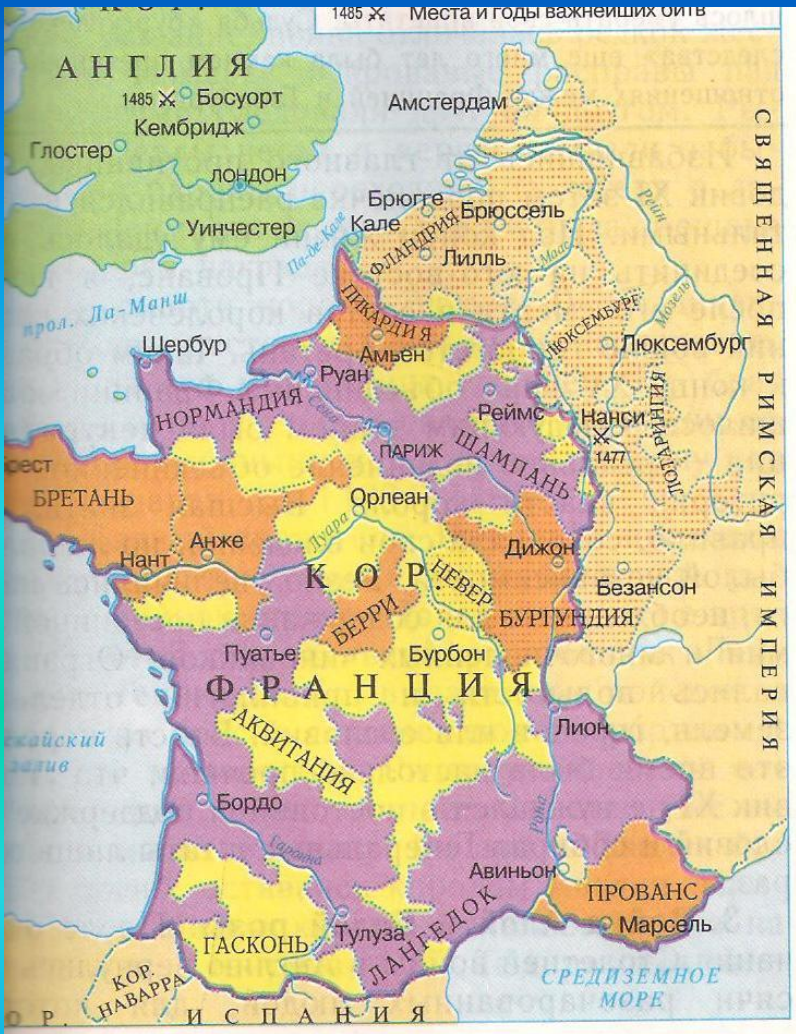 1485 Места и годы важнейших битв
АНГЛИЯ
1485 Босуорт
Кембридж
Глостер
ЛОНДОН
Уинчестер
Амстердам
Рейн
СВЯЩЕННАЯ РИМСКАЯ ИМПЕРИЯ
Брюгге
Брюссель
Па-де-Кале
Кале
ФЛАНДРИЯ
Лилль
Маас
прол. Ла-Манш
ПИКАРДИЯ
Амьен
ЛЮКСЕМБУРГ
Мозель
Люксембург
Шербур
Руан
НОРМАНДИЯ
Сена
Реймс
Нанси
1477
ЛОТАРИНГИЯ
ПАРИЖ
ШАМПАНЬ
БРЕТАНЬ
Орлеан
Анже
Луара
Нант
Дижон
КОР.
НЕВЕР
Безансон
БЕРРИ
БУРГУНДИЯ
Пуатье
Бурбон
ФРАНЦИЯ
Лион
АКВИТАНИЯ
залив
Бордо
Рона
Гаронна
Авиньон
ПРОВАНС
Марсель
ГАСКОНЬ
Тулуза
ЛАНГЕДОК
КОР.
НАВАРРА
СРЕДИЗЕМНОЕ
МОРЕ
ИСПАНИЯ